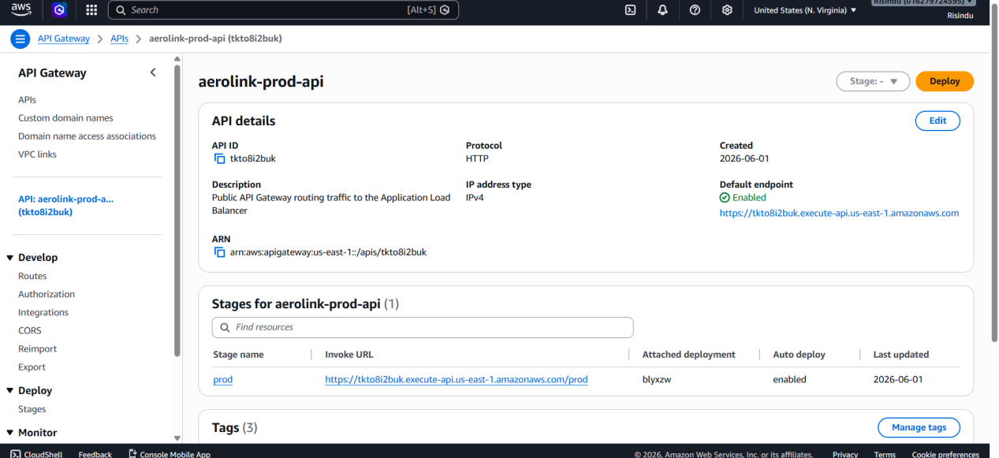 aws
Search
[Alt+S]
United States (N. Virginia)
Risindu
API Gateway
APIs
aerolink-prod-api (tkto8i2buk)
API Gateway
APIs
Custom domain names
Domain name access associations
VPC links
API: aerolink-prod-a...
(tkto8i2buk)
Develop
Routes
Authorization
Integrations
CORS
Reimport
Export
Deploy
Stages
Monitor
aerolink-prod-api
Stage: -
Deploy
API details
Edit
API ID
tkto8i2buk
Protocol
HTTP
Created
2026-06-01
Description
Public API Gateway routing traffic to the Application Load
Balancer
IP address type
IPv4
Default endpoint
Enabled
https://tkto8i2buk.execute-api.us-east-1.amazonaws.com
ARN
arn:aws:apigateway:us-east-1::/apis/tkto8i2buk
Stages for aerolink-prod-api (1)
Find resources
Stage name Invoke URL Attached deployment Auto deploy Last updated
prod https://tkto8i2buk.execute-api.us-east-1.amazonaws.com/prod blyxzw enabled 2026-06-01
Tags (3)
Manage tags
CloudShell Feedback Console Mobile App © 2026, Amazon Web Services, Inc. or its affiliates. Privacy Terms Cookie preferences